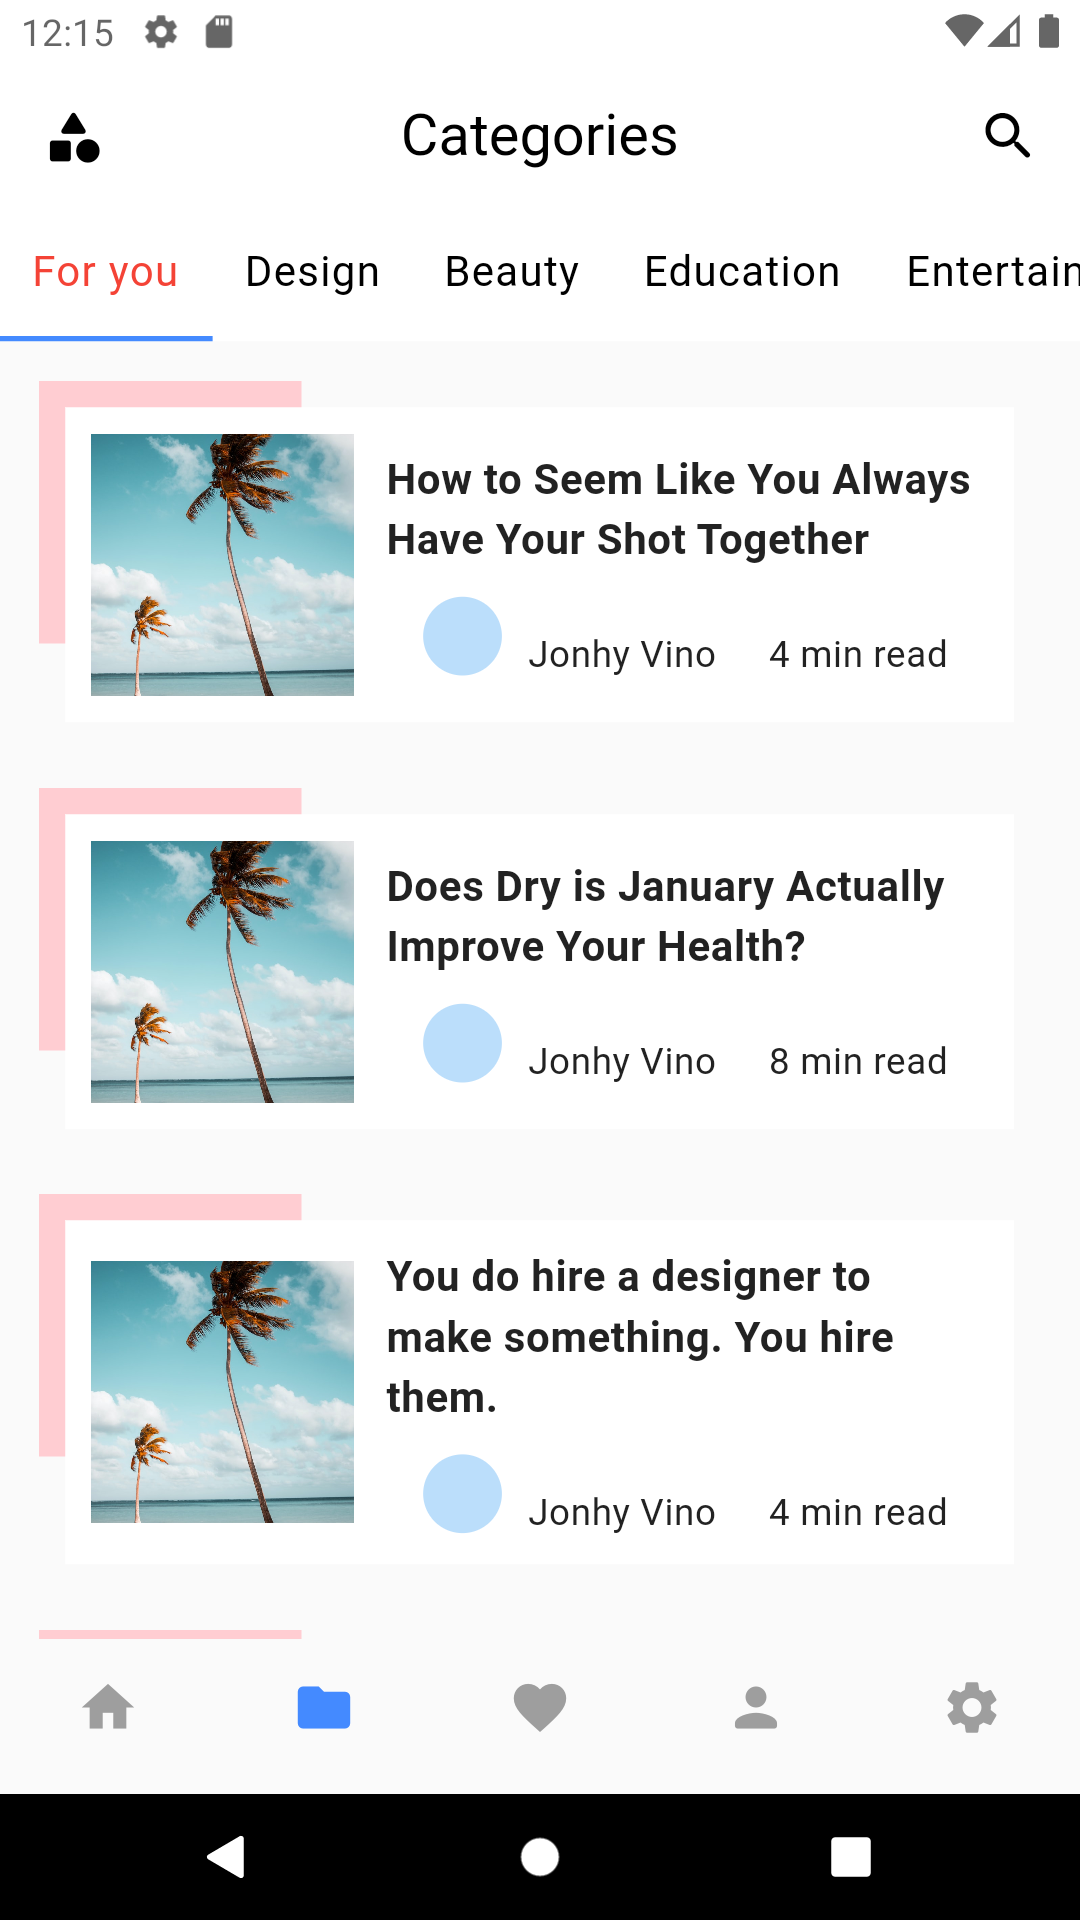 12:15
Categories
For you Design Beauty Education Entertain
How to Seem Like You Always
Have Your Shot Together
Jonhy Vino 4 min read
Does Dry is January Actually
Improve Your Health?
Jonhy Vino 8 min read
You do hire a designer to
make something. You hire
them.
Jonhy Vino 4 min read